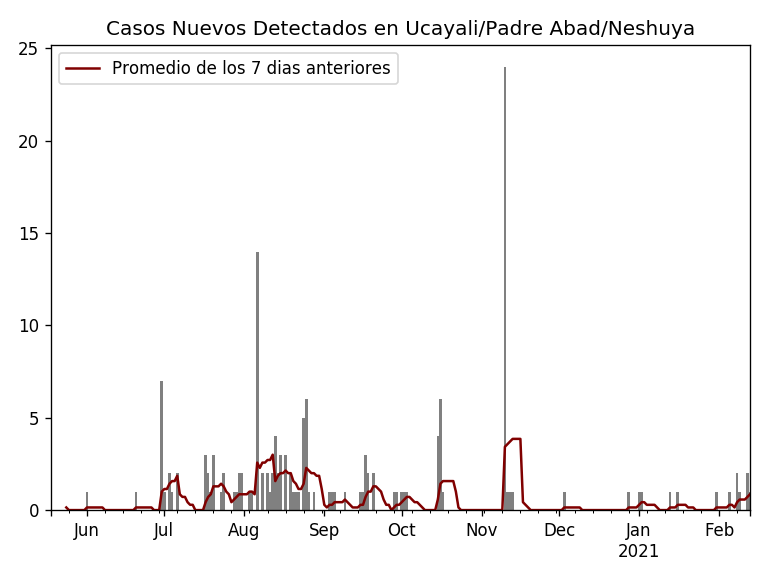 Casos Nuevos Detectados en Ucayali/Padre Abad/Neshuya
Promedio de los 7 dias anteriores
25
20
15
10
5
0
Jun Jul Aug Sep Oct Nov Dec Jan Feb
2021